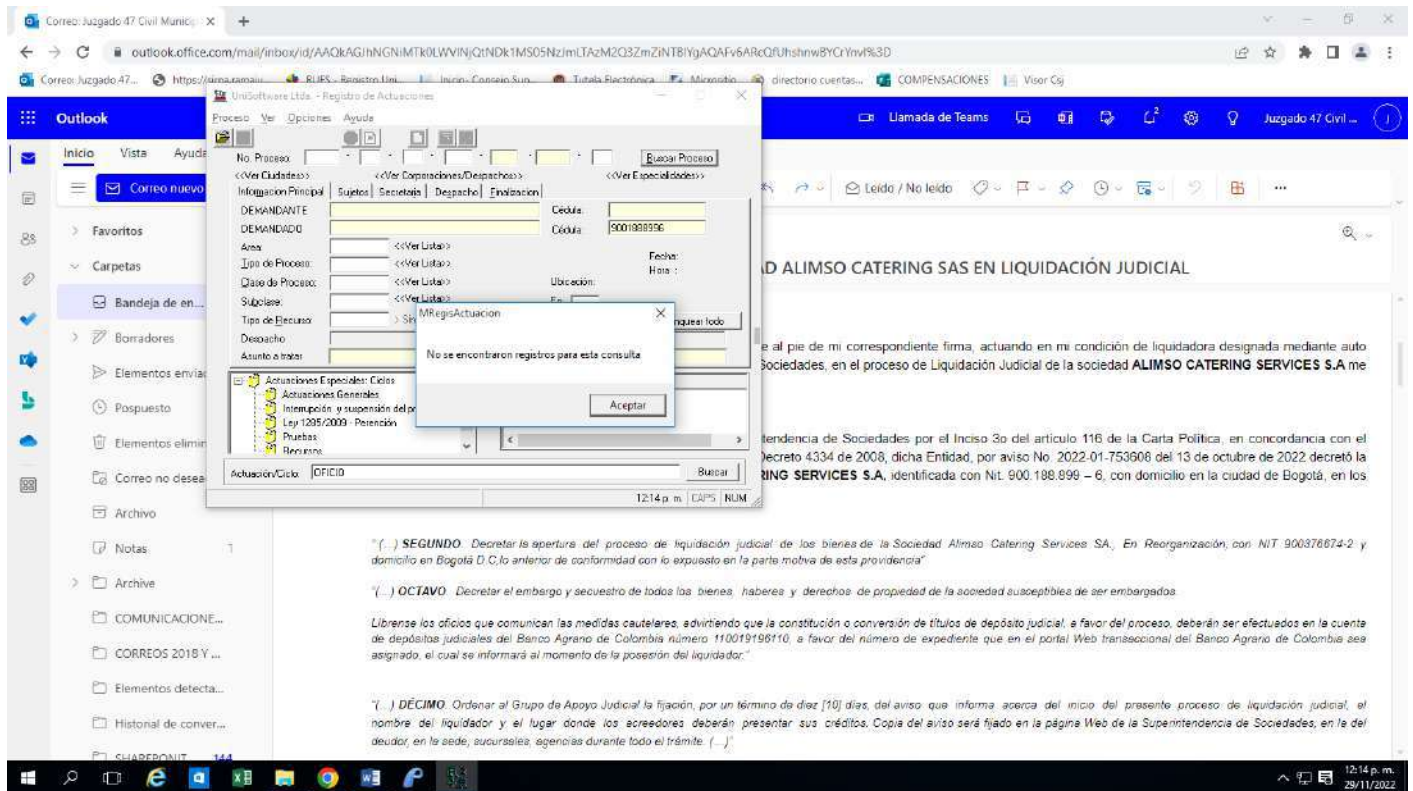 Correo: Juzgado 47 Civil Municip
outlook.office.com/mail/inbox/id/
Correo: Juzgado 47...
directorio cuentas...
COMPENSACIONES
Visor Csj
UniSoftware Ltda. - Registro de Actuaciones
Outlook
Llamada de Teams
Juzgado 47 Civil ...
Proceso Ver Opciones Ayuda
Inicio Vista Ayuda
No. Proceso:
Buscar Proceso
<<Ver Ciudades>> <<Ver Corporaciones/Despachos>> <<Ver Especialidades>>
Correo nuevo
Leído / No leído
Información Principal Sujetos Secretaría Despacho Finalizacion
DEMANDANTE Cédula:
DEMANDADO Cédula: 9001888996
Area: <<Ver Lista>>
Tipo de Proceso: <<Ver Lista>> Fecha:
Hora :
Clase de Proceso: <<Ver Lista>> Ubicación:
Subclase: <<Ver Lista>> En
Tipo de Recurso: > Sin
nquear todo
Despacho
Asunto a tratar:
MRegisActuacion
No se encontraron registros para esta consulta
Aceptar
Actuaciones Especiales: Ciclos
Actuaciones Generales
Interrupción y suspensión del pr
Ley 1285/2009 - Perención
Pruebas
Recursos
Actuación/Ciclo: OFICIO Buscar
12:14 p. m. CAPS NUM
Favoritos
Carpetas
Bandeja de en...
Borradores
Elementos enviad
Pospuesto
Elementos elimin
Correo no desea
Archivo
Notas 1
Archive
COMUNICACIONE...
CORREOS 2018 Y ...
Elementos detecta...
Historial de conver...
SHAREPONIT 144
D ALIMSO CATERING SAS EN LIQUIDACIÓN JUDICIAL
e al pie de mi correspondiente firma, actuando en mi condición de liquidadora designada mediante auto
Sociedades, en el proceso de Liquidación Judicial de la sociedad ALIMSO CATERING SERVICES S.A me
tendencia de Sociedades por el Inciso 3o del artículo 116 de la Carta Política, en concordancia con el
Decreto 4334 de 2008, dicha Entidad, por aviso No. 2022-01-753608 del 13 de octubre de 2022 decretó la
RING SERVICES S.A, identificada con Nit. 900.188.899 – 6, con domicilio en la ciudad de Bogotá, en los
"(...) SEGUNDO. Decretar la apertura del proceso de liquidación judicial de los bienes de la Sociedad Alimso Catering Services SA., En Reorganización, con NIT 900376674-2 y
domicilio en Bogotá D.C,lo anterior de conformidad con lo expuesto en la parte motiva de esta providencia"
"(...) OCTAVO. Decretar el embargo y secuestro de todos los bienes, haberes y derechos de propiedad de la sociedad susceptibles de ser embargados.
Líbrense los oficios que comunican las medidas cautelares, advirtiendo que la constitución o conversión de títulos de depósito judicial, a favor del proceso, deberán ser efectuados en la cuenta
de depósitos judiciales del Banco Agrario de Colombia número 110019196110, a favor del número de expediente que en el portal Web transaccional del Banco Agrario de Colombia sea
asignado, el cual se informará al momento de la posesión del liquidador."
"(...) DÉCIMO. Ordenar al Grupo de Apoyo Judicial la fijación, por un término de diez [10] días, del aviso que informa acerca del inicio del presente proceso de liquidación judicial, el
nombre del liquidador y el lugar donde los acreedores deberán presentar sus créditos. Copia del aviso será fijado en la página Web de la Superintendencia de Sociedades, en la del
deudor, en la sede, sucursales, agencias durante todo el trámite. (...)"
12:14 p. m.
29/11/2022